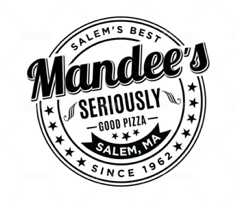 SALEM'S BEST
Mandee's
SERIOUSLY
GOOD PIZZA
SALEM, MA
SINCE 1962